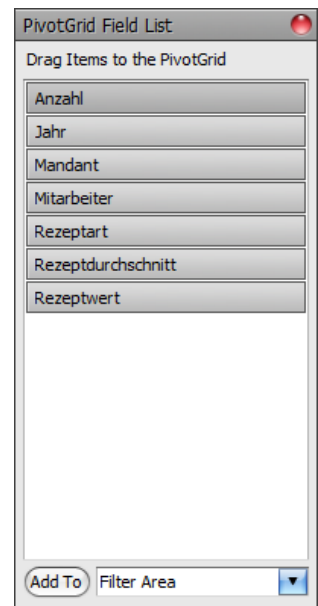 PivotGrid Field List
Drag Items to the PivotGrid
Anzahl
Jahr
Mandant
Mitarbeiter
Rezeptart
Rezeptdurchschnitt
Rezeptwert
Add To Filter Area